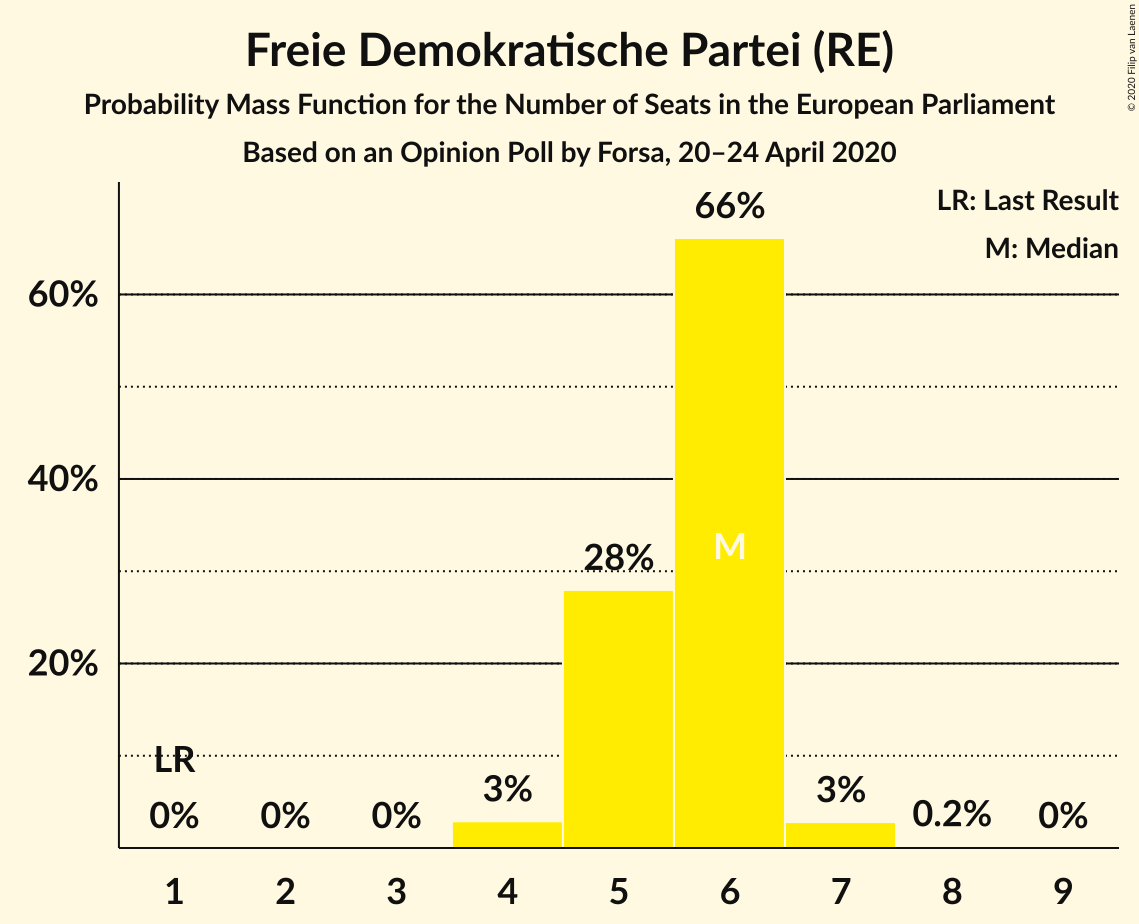 Freie Demokratische Partei (RE)
Probability Mass Function for the Number of Seats in the European Parliament
Based on an Opinion Poll by Forsa, 20–24 April 2020
© 2020 Filip van Laenen
LR: Last Result
M: Median
66%
60%
40%
28%
M
20%
LR
0%
0%
0%
3%
3%
0.2%
0%
1 2 3 4 5 6 7 8 9